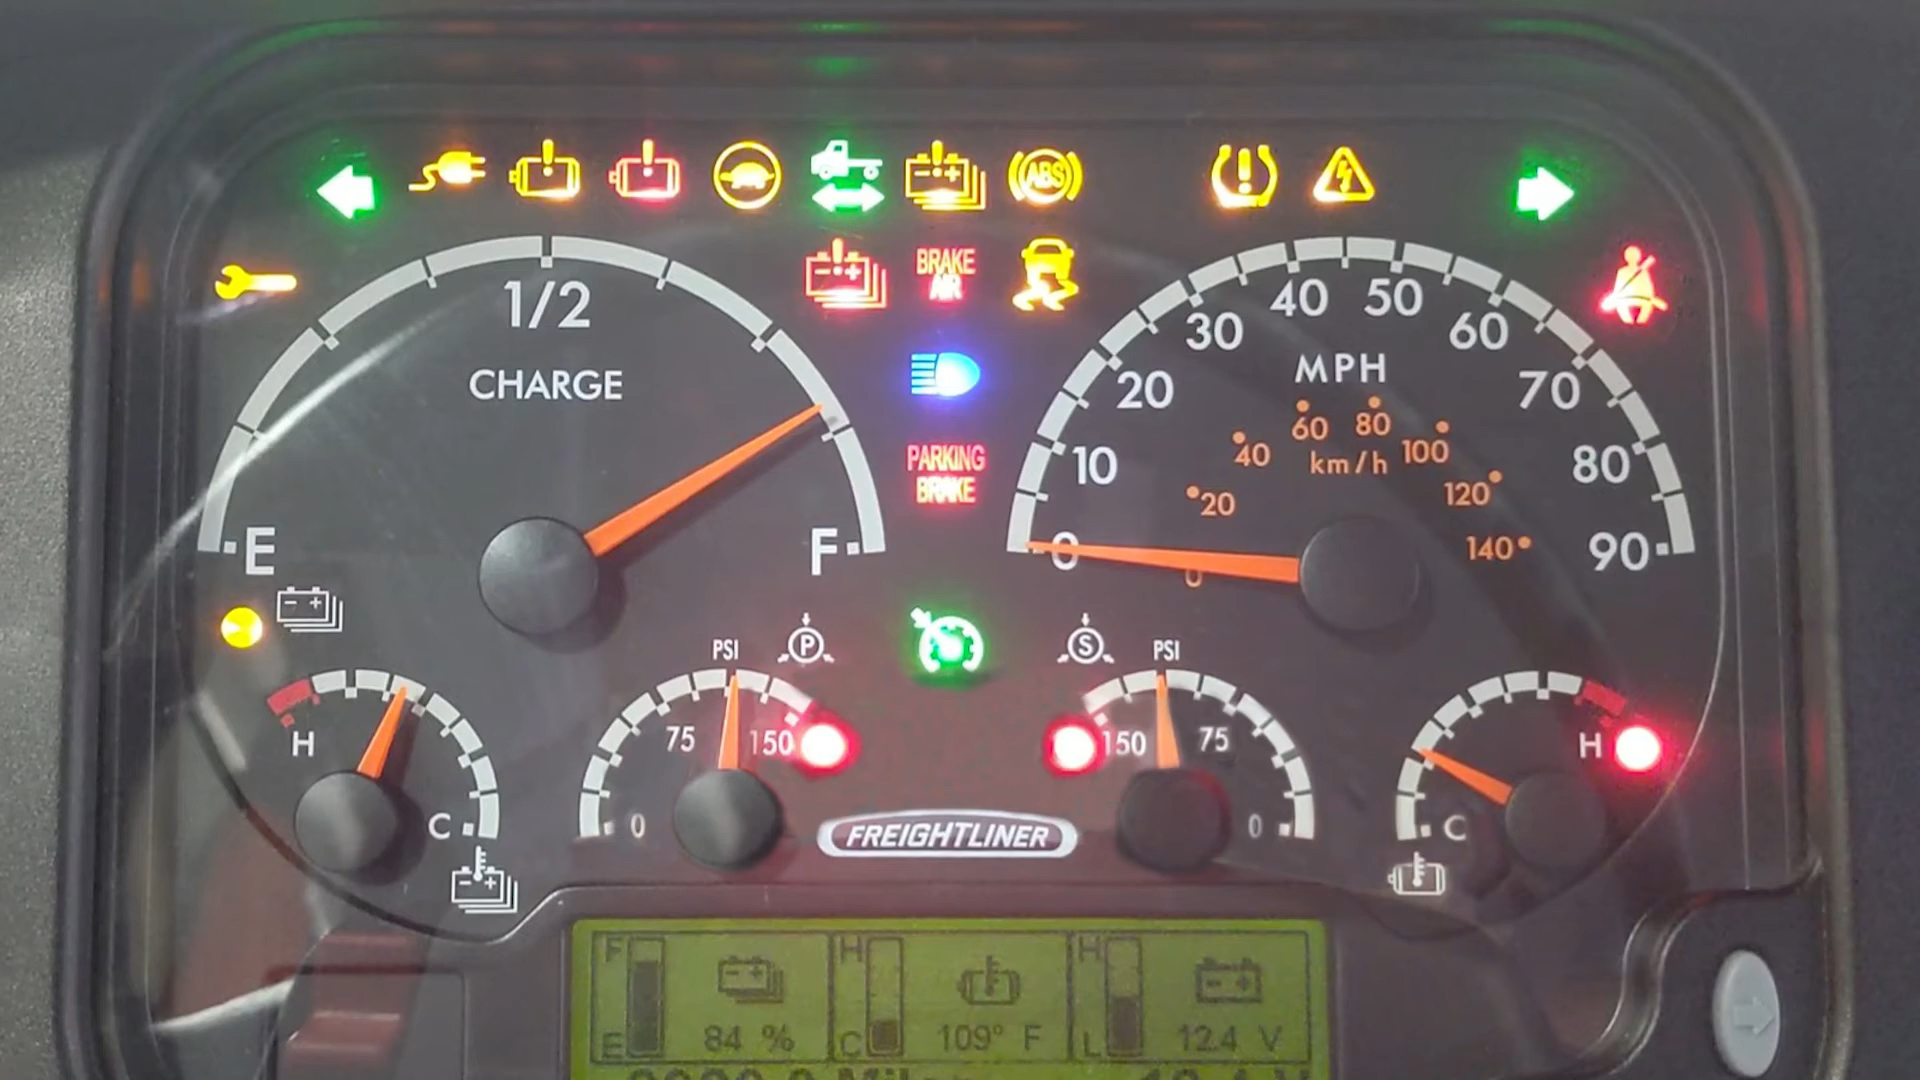 ABS
BRAKE
AIR
1/2
CHARGE
E
F
PARKING
BRAKE
0
10
20
30
40
50
60
70
80
90
MPH
0
20
40
60
80
100
120
140
km/h
H
C
PSI
P
0
75
150
S
PSI
150
75
0
H
C
FREIGHTLINER
F
E
84 %
H
C
109° F
H
L
12.4 V